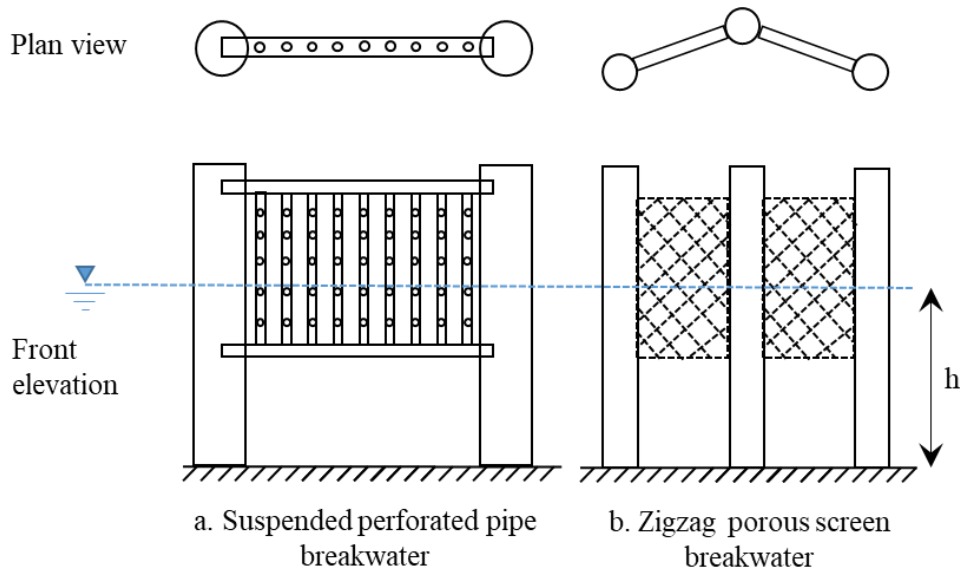 Plan view
Front
elevation
h
a. Suspended perforated pipe
breakwater
b. Zigzag porous screen
breakwater